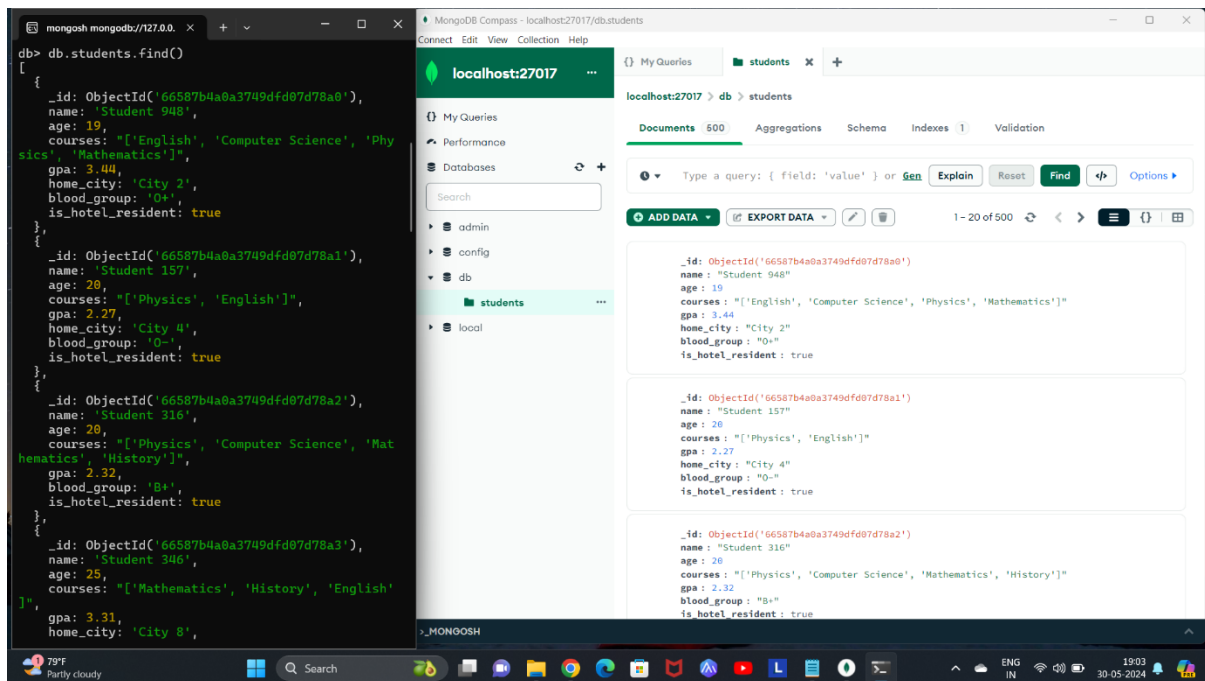 mongosh mongodb://127.0.0.
db> db.students.find()
[
{
_id: ObjectId('66587b4a0a3749dfd07d78a0'),
name: 'Student 948',
age: 19,
courses: "['English', 'Computer Science', 'Phy
sics', 'Mathematics']",
gpa: 3.44,
home_city: 'City 2',
blood_group: 'O+',
is_hotel_resident: true
},
{
_id: ObjectId('66587b4a0a3749dfd07d78a1'),
name: 'Student 157',
age: 20,
courses: "['Physics', 'English']",
gpa: 2.27,
home_city: 'City 4',
blood_group: 'O-',
is_hotel_resident: true
},
{
_id: ObjectId('66587b4a0a3749dfd07d78a2'),
name: 'Student 316',
age: 20,
courses: "['Physics', 'Computer Science', 'Mat
hematics', 'History']",
gpa: 2.32,
blood_group: 'B+',
is_hotel_resident: true
},
{
_id: ObjectId('66587b4a0a3749dfd07d78a3'),
name: 'Student 346',
age: 25,
courses: "['Mathematics', 'History', 'English'
]",
gpa: 3.31,
home_city: 'City 8',
MongoDB Compass - localhost:27017/db.students
Connect Edit View Collection Help
localhost:27017 ...
{} My Queries
Performance
Databases
Search
admin
config
db
students ...
local
{} My Queries students
localhost:27017 > db > students
Documents 500 Aggregations Schema Indexes 1 Validation
Type a query: { field: 'value' } or Gen Explain Reset Find </> Options
ADD DATA EXPORT DATA 1 – 20 of 500 {}
_id: ObjectId('66587b4a0a3749dfd07d78a0')
name : "Student 948"
age : 19
courses : "['English', 'Computer Science', 'Physics', 'Mathematics']"
gpa : 3.44
home_city : "City 2"
blood_group : "O+"
is_hotel_resident : true
_id: ObjectId('66587b4a0a3749dfd07d78a1')
name : "Student 157"
age : 20
courses : "['Physics', 'English']"
gpa : 2.27
home_city : "City 4"
blood_group : "O-"
is_hotel_resident : true
_id: ObjectId('66587b4a0a3749dfd07d78a2')
name : "Student 316"
age : 20
courses : "['Physics', 'Computer Science', 'Mathematics', 'History']"
gpa : 2.32
blood_group : "B+"
is_hotel_resident : true
>_MONGOSH
1
79°F
Partly cloudy
Search
L
ENG
IN
19:03
30-05-2024
PRE